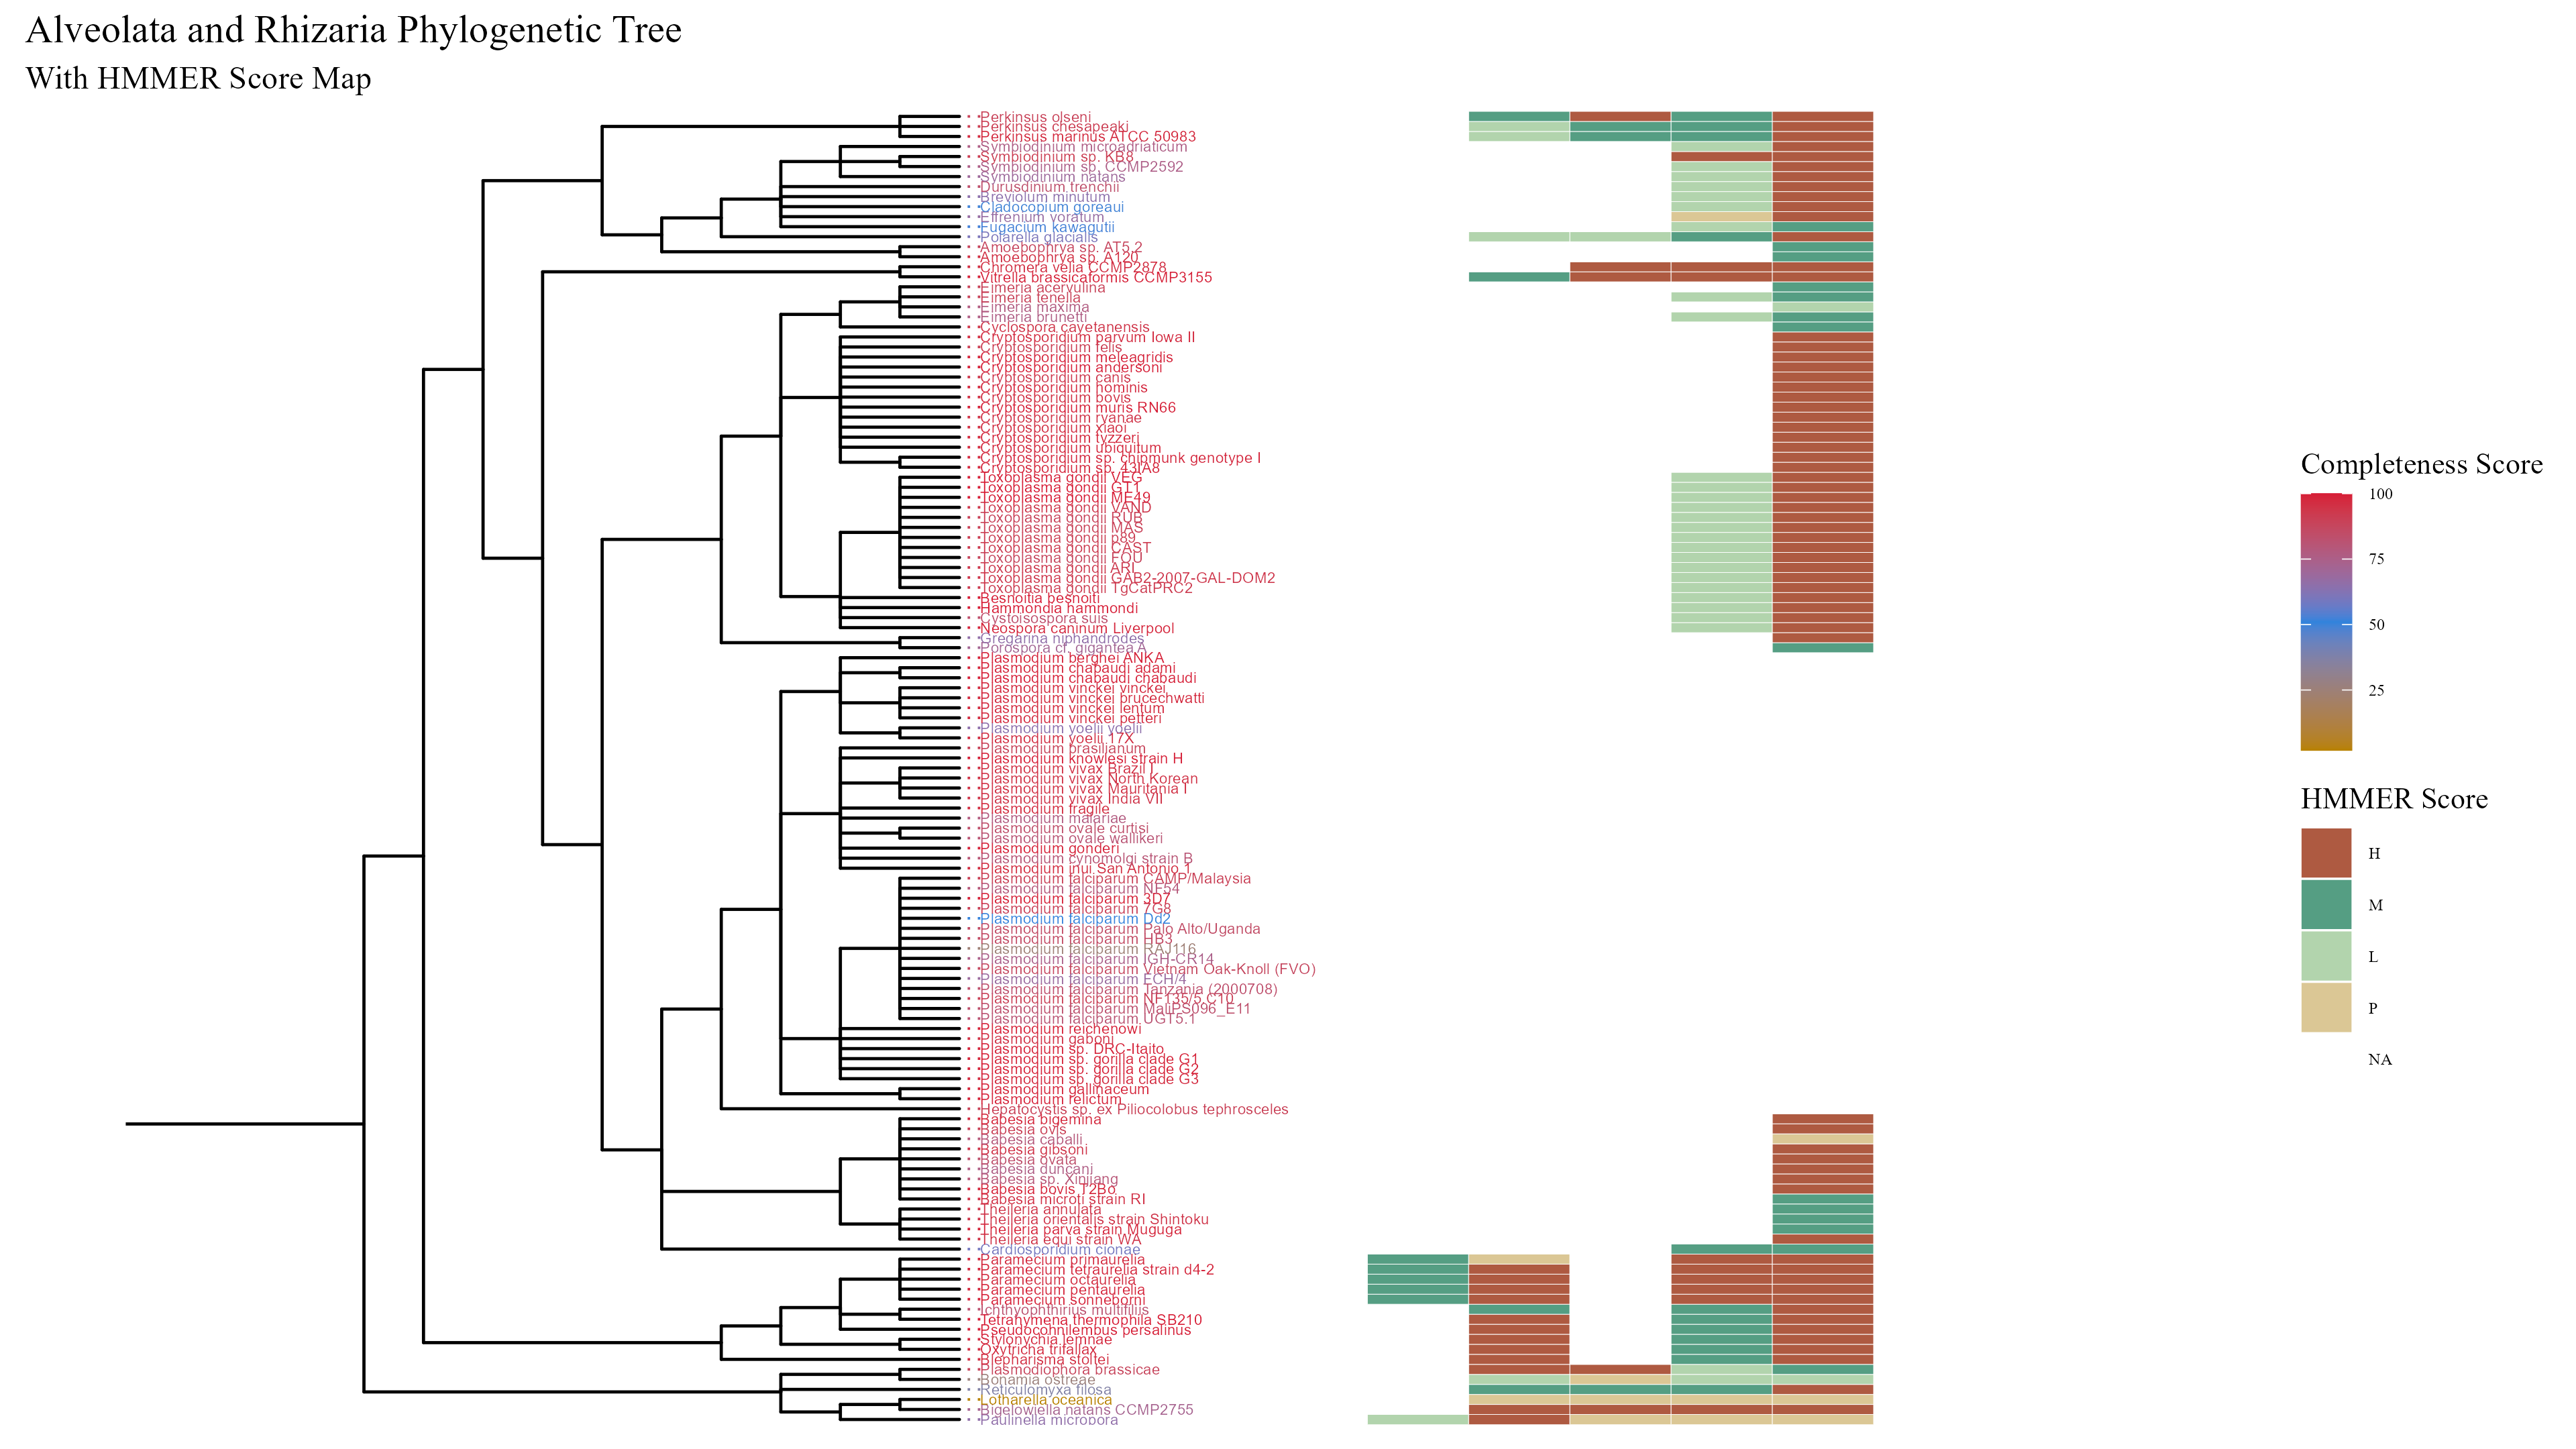 Alveolata and Rhizaria Phylogenetic Tree
With HMMER Score Map
Perkinsus olseni
Perkinsus chesapeaki
Perkinsus marinus ATCC 50983
Symbiodinium microadriaticum
Symbiodinium sp. KB8
Symbiodinium sp. CCMP2592
Symbiodinium natans
Durusdinium trenchii
Breviolum minutum
Cladocopium goreaui
Effrenium voratum
Fugacium kawagutii
Polarella glacialis
Amoebophrya sp. AT5.2
Amoebophrya sp. A120
Chromera velia CCMP2878
Vitrella brassicaformis CCMP3155
Eimeria acervulina
Eimeria tenella
Eimeria maxima
Eimeria brunetti
Cyclospora cayetanensis
Cryptosporidium parvum Iowa II
Cryptosporidium felis
Cryptosporidium meleagridis
Cryptosporidium andersoni
Cryptosporidium canis
Cryptosporidium hominis
Cryptosporidium bovis
Cryptosporidium muris RN66
Cryptosporidium ryanae
Cryptosporidium xiaoi
Cryptosporidium tyzzeri
Cryptosporidium ubiquitum
Cryptosporidium sp. chipmunk genotype I
Cryptosporidium sp. 43IA8
Toxoplasma gondii VEG
Toxoplasma gondii GT1
Toxoplasma gondii ME49
Toxoplasma gondii VAND
Toxoplasma gondii RUB
Toxoplasma gondii MAS
Toxoplasma gondii p89
Toxoplasma gondii CAST
Toxoplasma gondii FOU
Toxoplasma gondii ARI
Toxoplasma gondii GAB2-2007-GAL-DOM2
Toxoplasma gondii TgCatPRC2
Besnoitia besnoiti
Hammondia hammondi
Cystoisospora suis
Neospora caninum Liverpool
Gregarina niphandrodes
Porospora cf. gigantea A
Plasmodium berghei ANKA
Plasmodium chabaudi adami
Plasmodium chabaudi chabaudi
Plasmodium vinckei vinckei
Plasmodium vinckei brucechwatti
Plasmodium vinckei lentum
Plasmodium vinckei petteri
Plasmodium yoelii yoelii
Plasmodium yoelii 17X
Plasmodium brasilianum
Plasmodium knowlesi strain H
Plasmodium vivax Brazil I
Plasmodium vivax North Korean
Plasmodium vivax Mauritania I
Plasmodium vivax India VII
Plasmodium fragile
Plasmodium malariae
Plasmodium ovale curtisi
Plasmodium ovale wallikeri
Plasmodium gonderi
Plasmodium cynomolgi strain B
Plasmodium inui San Antonio 1
Plasmodium falciparum CAMP/Malaysia
Plasmodium falciparum NF54
Plasmodium falciparum 3D7
Plasmodium falciparum 7G8
Plasmodium falciparum Dd2
Plasmodium falciparum Palo Alto/Uganda
Plasmodium falciparum HB3
Plasmodium falciparum RAJ116
Plasmodium falciparum IGH-CR14
Plasmodium falciparum Vietnam Oak-Knoll (FVO)
Plasmodium falciparum FCH/4
Plasmodium falciparum Tanzania (2000708)
Plasmodium falciparum NF135/5.C10
Plasmodium falciparum MaliPS096_E11
Plasmodium falciparum UGT5.1
Plasmodium reichenowi
Plasmodium gaboni
Plasmodium sp. DRC-Itaito
Plasmodium sp. gorilla clade G1
Plasmodium sp. gorilla clade G2
Plasmodium sp. gorilla clade G3
Plasmodium gallinaceum
Plasmodium relictum
Hepatocystis sp. ex Piliocolobus tephrosceles
Babesia bigemina
Babesia ovis
Babesia caballi
Babesia gibsoni
Babesia ovata
Babesia duncani
Babesia sp. Xinjiang
Babesia bovis T2Bo
Babesia microti strain RI
Theileria annulata
Theileria orientalis strain Shintoku
Theileria parva strain Muguga
Theileria equi strain WA
Cardiosporidium cionae
Paramecium primaurelia
Paramecium tetraurelia strain d4-2
Paramecium octaurelia
Paramecium pentaurelia
Paramecium sonneborni
Ichthyophthirius multifiliis
Tetrahymena thermophila SB210
Pseudocohnilembus persalinus
Stylonychia lemnae
Oxytricha trifallax
Blepharisma stoltei
Plasmodiophora brassicae
Bonamia ostreae
Reticulomyxa filosa
Lotharella oceanica
Bigelowiella natans CCMP2755
Paulinella micropora
Completeness Score
100
75
50
25
HMMER Score
H
M
L
P
NA